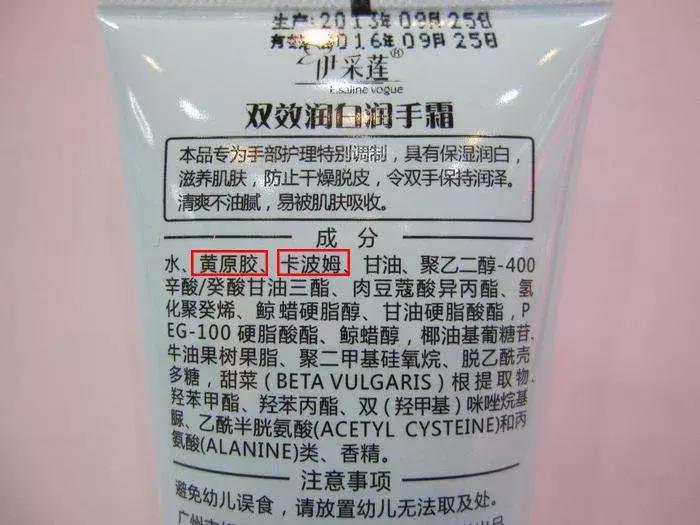 生产:2013年09月25日
有效2016年09月25日
伊采莲®
saline vogue
双效润白润手霜
本品专为手部护理特别调制，具有保湿润白，
滋养肌肤，防止干燥脱皮，令双手保持润泽。
清爽不油腻，易被肌肤吸收。
成 分
水、黄原胶、卡波姆、甘油、聚乙二醇-400
辛酸/癸酸甘油三酯、肉豆蔻酸异丙酯、氢
化聚癸烯、鲸蜡硬脂醇、甘油硬脂酸酯，P
EG-100 硬脂酸酯、鲸蜡醇，椰油基葡糖苷、
牛油果树果脂、聚二甲基硅氧烷、脱乙酰壳
多糖，甜菜(BETA VULGARIS)根提取物、
羟苯甲酯、羟苯丙酯、双(羟甲基)咪唑烷基
脲、乙酰半胱氨酸(ACETYL CYSTEINE)和丙
氨酸(ALANINE)类、香精。
注意事项
避免幼儿误食，请放置幼儿无法取及处。